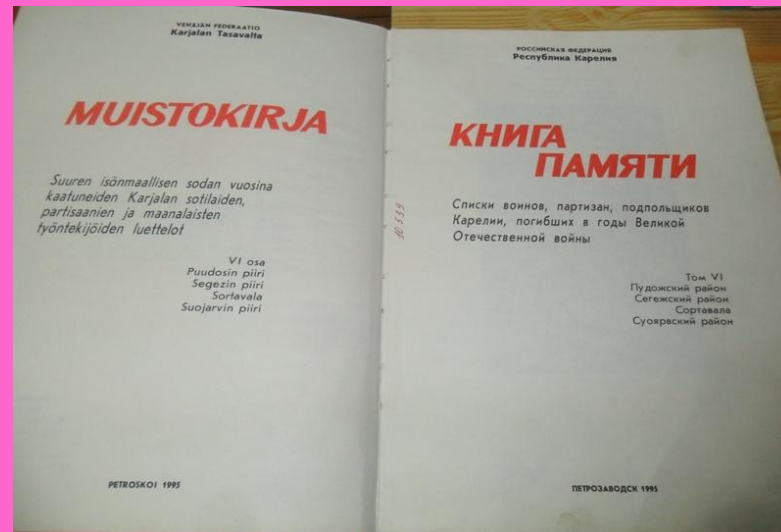 VENÄJÄN FEDERAATIO
Karjalan Tasavalta
MUISTOKIRJA
Suuren isänmaallisen sodan vuosina
kaatuneiden Karjalan sotilaiden,
partisaanien ja maanalaisten
työntekijöiden luettelot
VI osa
Puudosin piiri
Segezin piiri
Sortavala
Suojarvin piiri
PETROSKOI 1995
РОССИЙСКАЯ ФЕДЕРАЦИЯ
Республика Карелия
КНИГА
ПАМЯТИ
Списки воинов, партизан, подпольщиков
Карелии, погибших в годы Великой
Отечественной войны
Том VI
Пудожский район
Сегежский район
Сортавала
Суоярвский район
ПЕТРОЗАВОДСК 1995